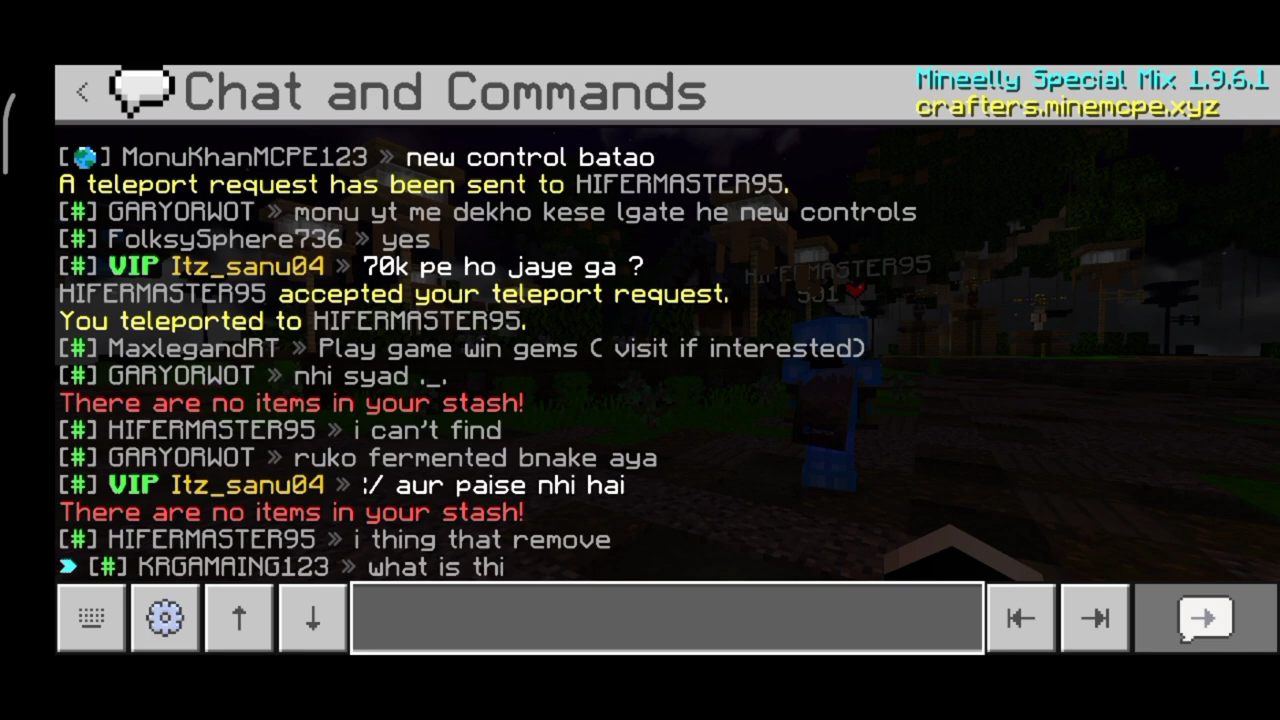 Chat and Commands
Mineelly Special Mix 1.9.6.1
crafters.minemcpe.xyz
[ ] MonuKhanMCPE123 » new control batao
A teleport request has been sent to HIFERMASTER95.
[#] GARYORWOT » monu yt me dekho kese lgate he new controls
[#] FolksySphere736 » yes
[#] VIP Itz_sanu04 » 70k pe ho jaye ga ?
HIFERMASTER95 accepted your teleport request.
You teleported to HIFERMASTER95.
[#] MaxlegandRT » Play game win gems ( visit if interested)
[#] GARYORWOT » nhi syad ._.
There are no items in your stash!
[#] HIFERMASTER95 » i can't find
[#] GARYORWOT » ruko fermented bnake aya
[#] VIP Itz_sanu04 » :/ aur paise nhi hai
There are no items in your stash!
[#] HIFERMASTER95 » i thing that remove
[#] KRGAMAING123 » what is thi
HIFERMASTER95